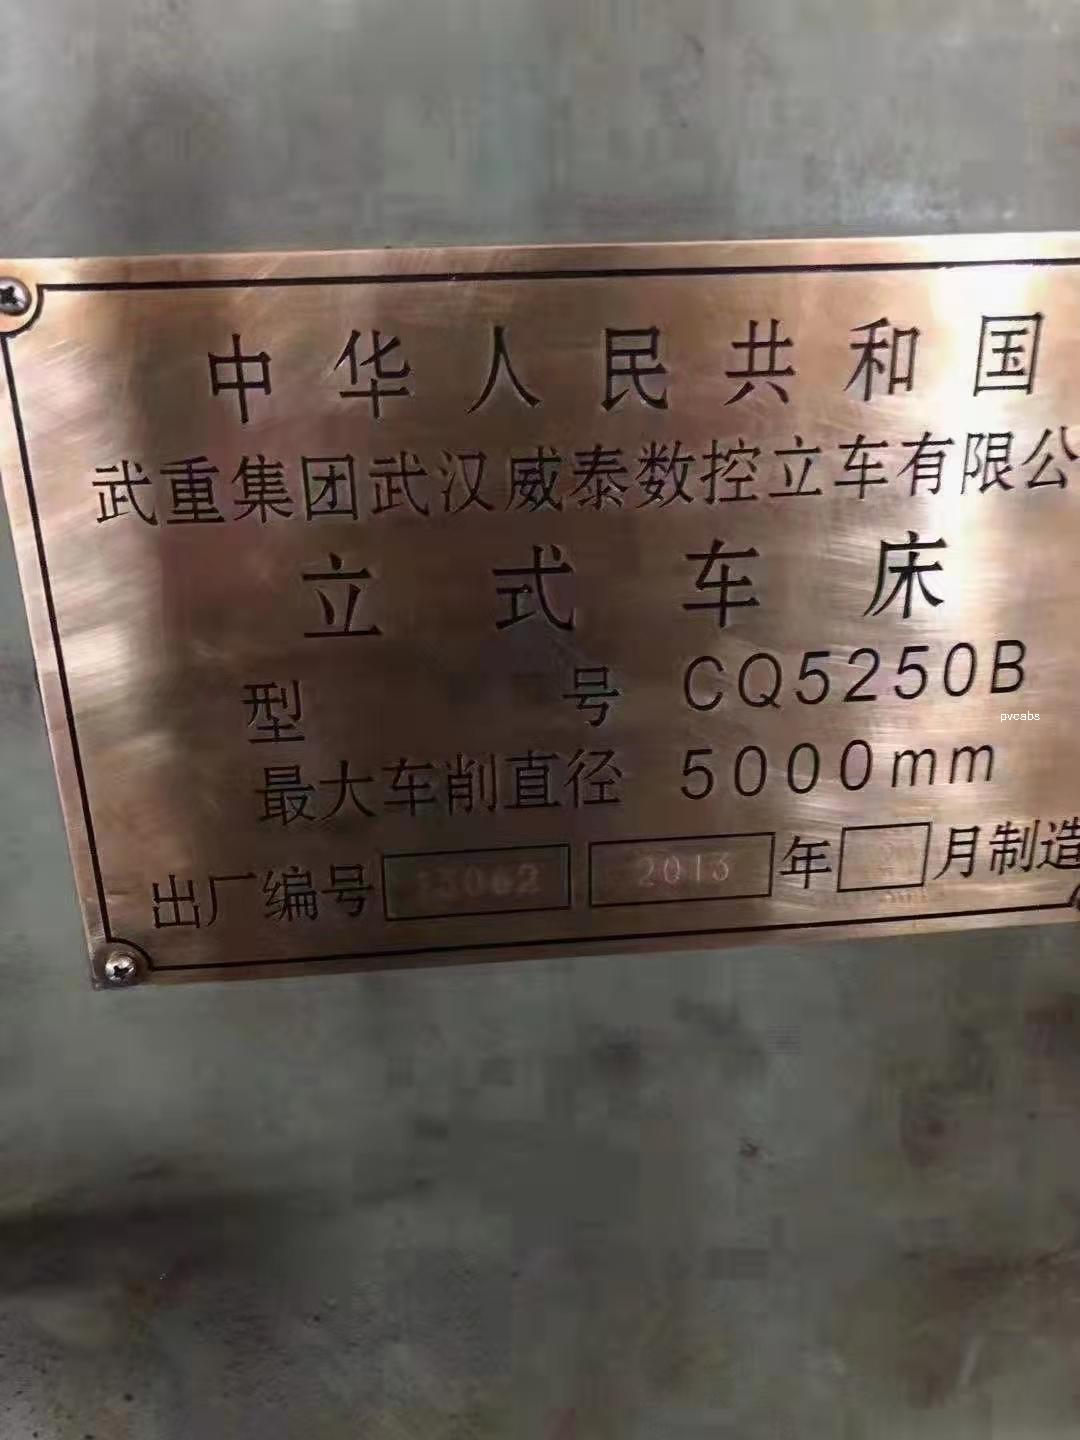 中华人民共和国
武重集团武汉威泰数控立车有限公
立式车床
型号 CQ5250B
pvcabs
最大车削直径 5000mm
出厂编号 2013 年 月制造